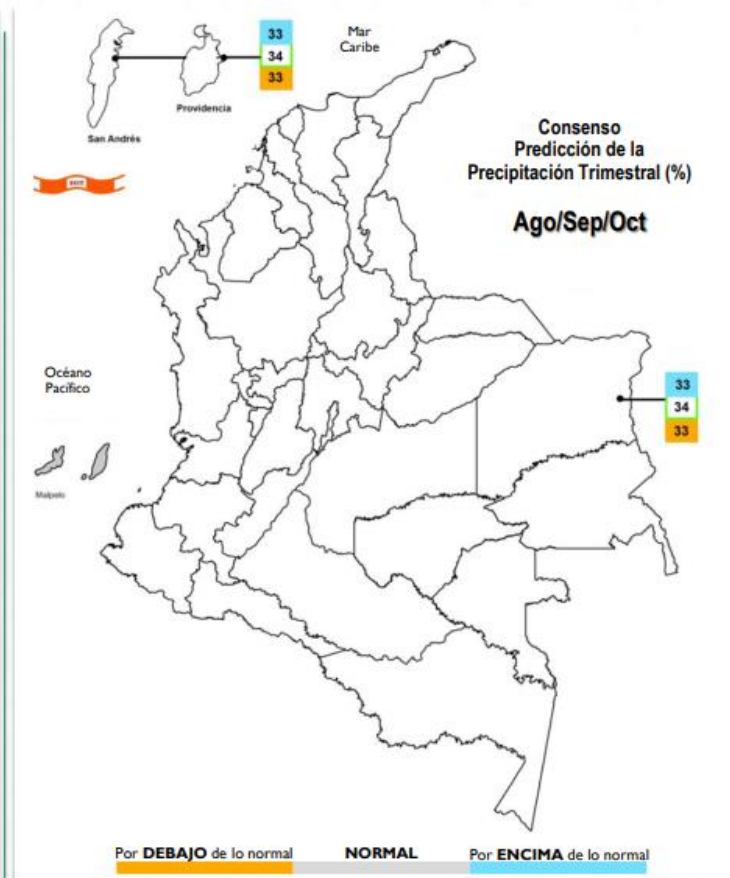 33
34
33
Mar
Caribe
Providencia
San Andrés
Consenso
Predicción de la
Precipitación Trimestral (%)
Ago/Sep/Oct
Océano
Pacífico
33
34
33
Malpelo
Por DEBAJO de lo normal
NORMAL
Por ENCIMA de lo normal